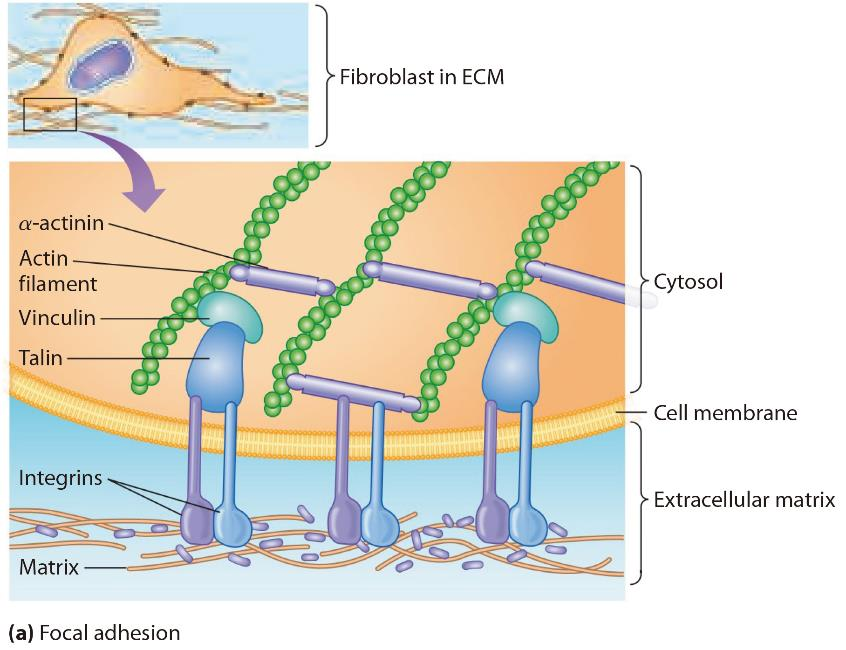 Fibroblast in ECM
α-actinin
Actin
filament
Vinculin
Talin
Cytosol
Cell membrane
Integrins
Extracellular matrix
Matrix
(a) Focal adhesion